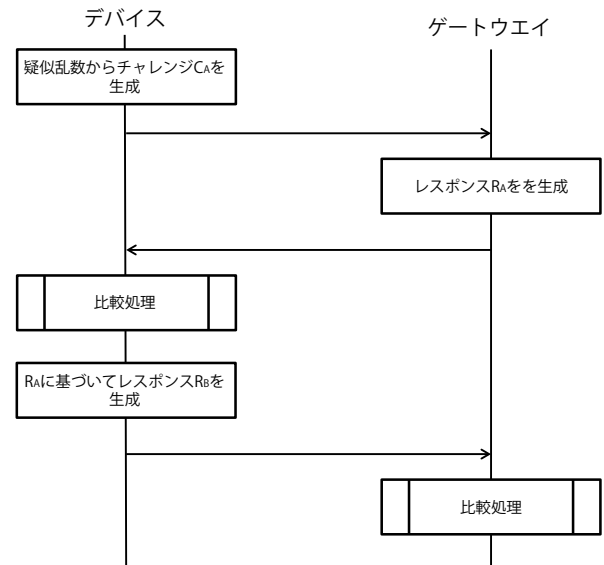 デバイス
ゲートウエイ
疑似乱数からチャレンジCAを
生成
レスポンスRAをを生成
比較処理
RAに基づいてレスポンスRBを
生成
比較処理